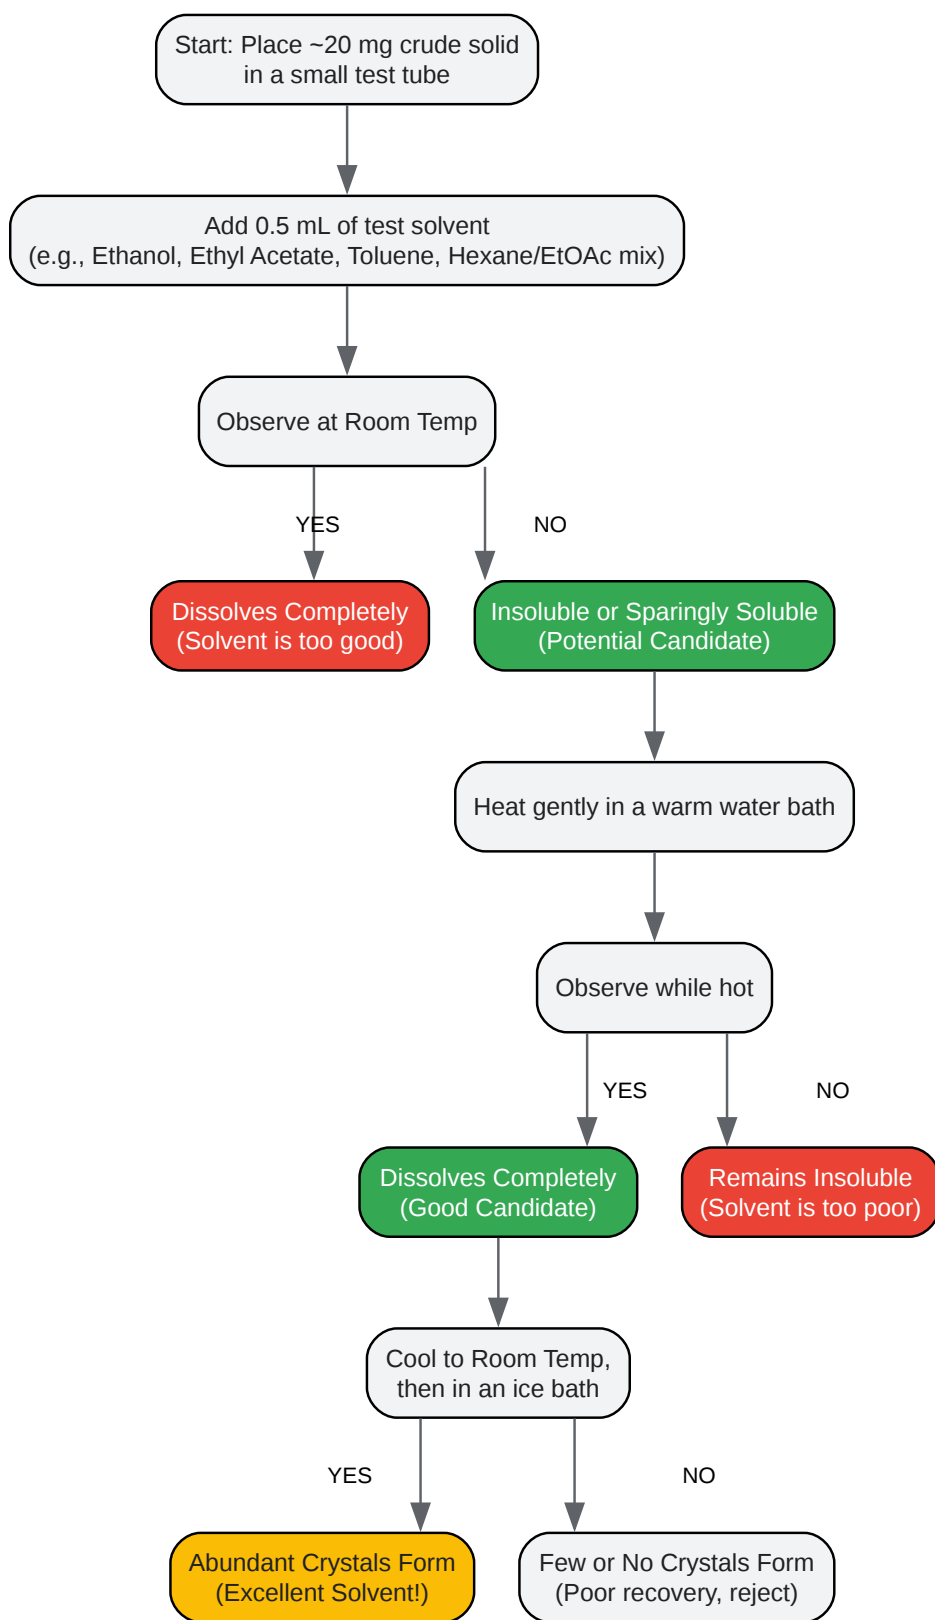 Start: Place ~20 mg crude solid
in a small test tube
Add 0.5 mL of test solvent
(e.g., Ethanol, Ethyl Acetate, Toluene, Hexane/EtOAc mix)
Observe at Room Temp
YES
NO
Dissolves Completely
(Solvent is too good)
Insoluble or Sparingly Soluble
(Potential Candidate)
Heat gently in a warm water bath
Observe while hot
YES
NO
Dissolves Completely
(Good Candidate)
Remains Insoluble
(Solvent is too poor)
Cool to Room Temp,
then in an ice bath
YES
NO
Abundant Crystals Form
(Excellent Solvent!)
Few or No Crystals Form
(Poor recovery, reject)